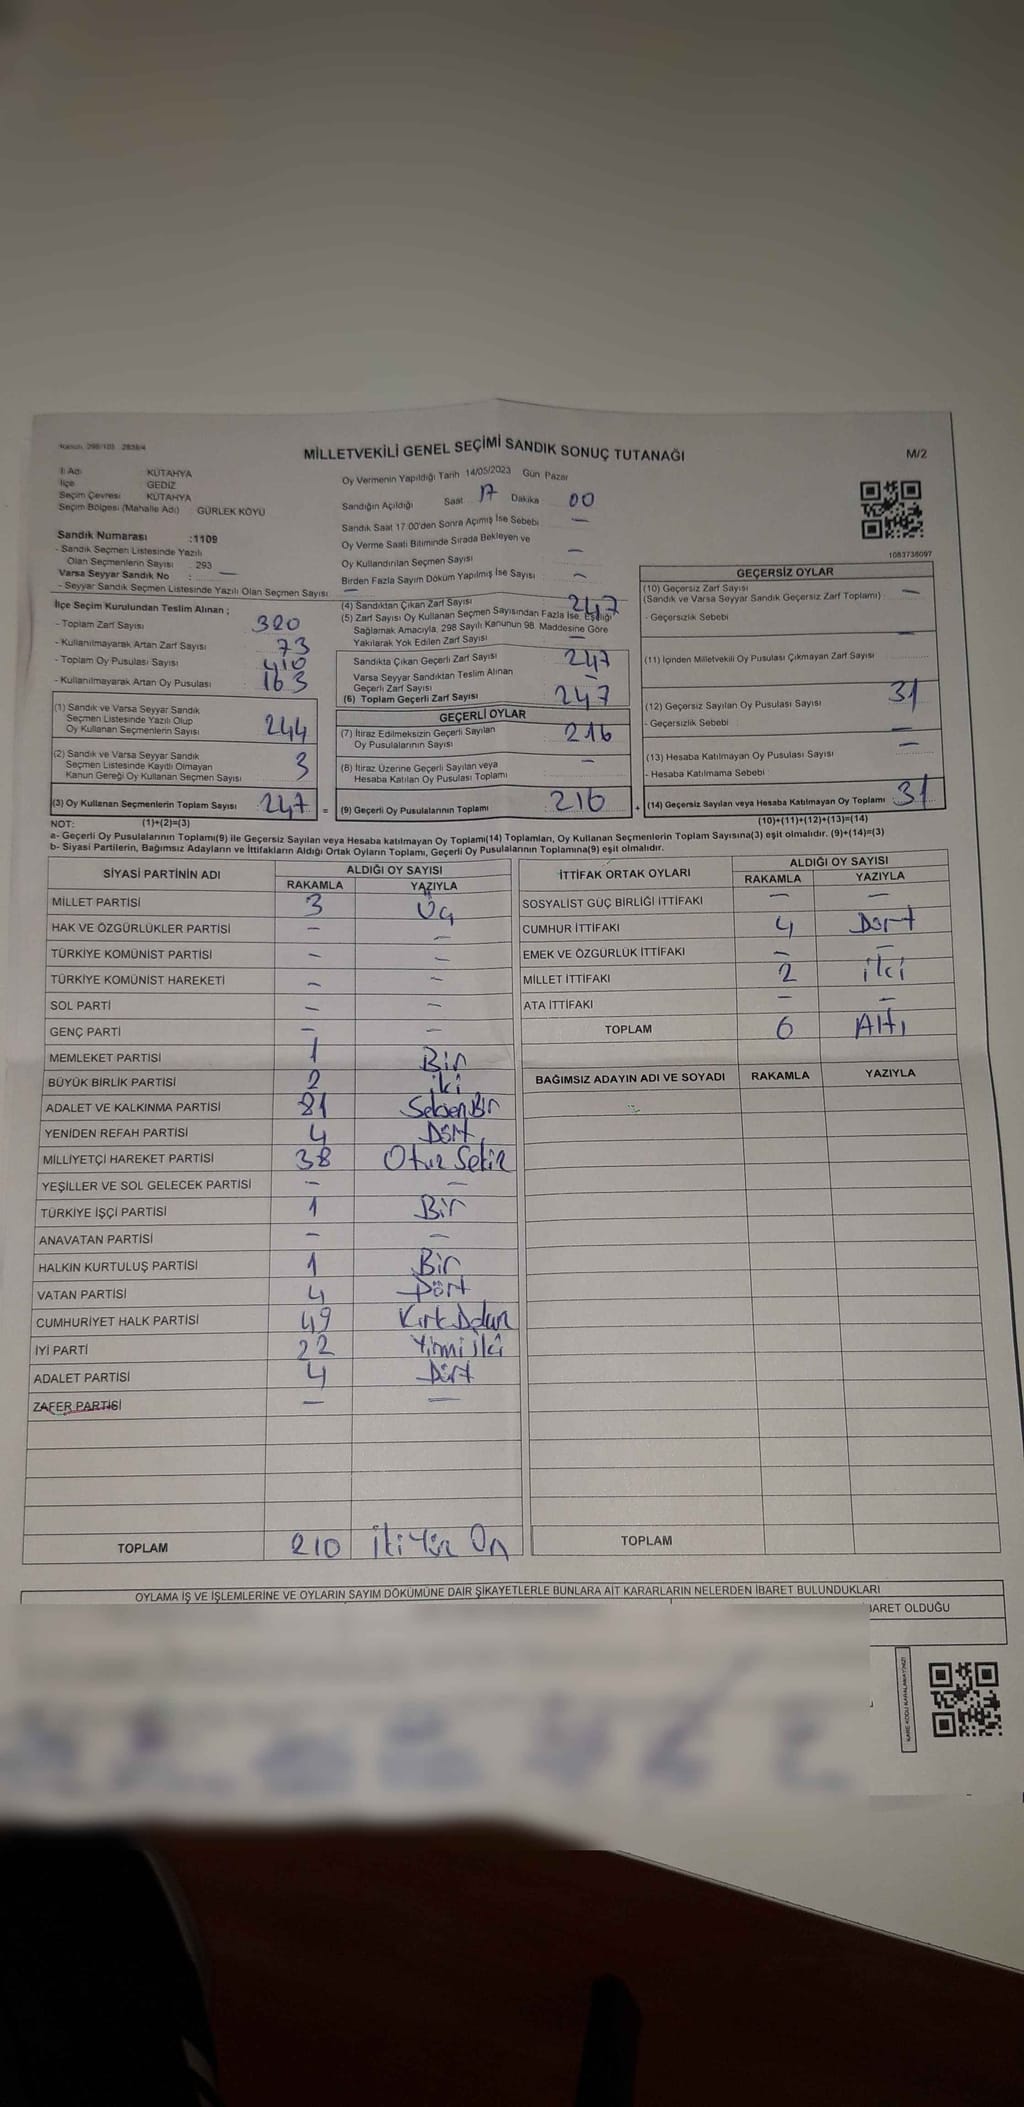 Kanun 298/105 2839/4
MİLLETVEKİLİ GENEL SEÇİMİ SANDIK SONUÇ TUTANAĞI
M/2
İl Adı KÜTAHYA
İlçe GEDİZ
Seçim Çevresi KÜTAHYA
Seçim Bölgesi (Mahalle Adı) GÜRLEK KÖYÜ
Sandık Numarası :1109
- Sandık Seçmen Listesinde Yazılı
Olan Seçmenlerin Sayısı : 293
Varsa Seyyar Sandık No : —
- Seyyar Sandık Seçmen Listesinde Yazılı Olan Seçmen Sayısı : —
Oy Vermenin Yapıldığı Tarih 14/05/2023 Gün Pazar
Sandığın Açıldığı Saat 17 Dakika 00
Sandık Saat 17:00'den Sonra Açımış İse Sebebi —
Oy Verme Saati Bitiminde Sırada Bekleyen ve
Oy Kullandırılan Seçmen Sayısı —
Birden Fazla Sayım Döküm Yapılmış İse Sayısı —
1083738097
İlçe Seçim Kurulundan Teslim Alınan ;
- Toplam Zarf Sayısı 320
- Kullanılmayarak Artan Zarf Sayısı 73
- Toplam Oy Pusulası Sayısı 410
- Kullanılmayarak Artan Oy Pusulası 163
(1) Sandık ve Varsa Seyyar Sandık
Seçmen Listesinde Yazılı Olup
Oy Kullanan Seçmenlerin Sayısı 244
(2) Sandık ve Varsa Seyyar Sandık
Seçmen Listesinde Kayıtlı Olmayan
Kanun Gereği Oy Kullanan Seçmen Sayısı 3
(3) Oy Kullanan Seçmenlerin Toplam Sayısı 247 =
(4) Sandıktan Çıkan Zarf Sayısı 247
(5) Zarf Sayısı Oy Kullanan Seçmen Sayısından Fazla İse, Eşitliği
Sağlamak Amacıyla, 298 Sayılı Kanunun 98. Maddesine Göre
Yakılarak Yok Edilen Zarf Sayısı —
Sandıkta Çıkan Geçerli Zarf Sayısı 247
Varsa Seyyar Sandıktan Teslim Alınan
Geçerli Zarf Sayısı —
(6) Toplam Geçerli Zarf Sayısı 247
GEÇERLİ OYLAR
(7) İtiraz Edilmeksizin Geçerli Sayılan
Oy Pusulalarının Sayısı 216
(8) İtiraz Üzerine Geçerli Sayılan veya
Hesaba Katılan Oy Pusulası Toplamı —
(9) Geçerli Oy Pusulalarının Toplamı 216 +
GEÇERSİZ OYLAR
(10) Geçersiz Zarf Sayısı
(Sandık ve Varsa Seyyar Sandık Geçersiz Zarf Toplamı) —
- Geçersizlik Sebebi —
(11) İçinden Milletvekili Oy Pusulası Çıkmayan Zarf Sayısı
(12) Geçersiz Sayılan Oy Pusulası Sayısı 31
- Geçersizlik Sebebi —
(13) Hesaba Katılmayan Oy Pusulası Sayısı —
- Hesaba Katılmama Sebebi
(14) Geçersiz Sayılan veya Hesaba Katılmayan Oy Toplamı 31
NOT: (1)+(2)=(3) (10)+(11)+(12)+(13)=(14)
a- Geçerli Oy Pusulalarının Toplamı(9) ile Geçersiz Sayılan veya Hesaba katılmayan Oy Toplamı(14) Toplamları, Oy Kullanan Seçmenlerin Toplam Sayısına(3) eşit olmalıdır. (9)+(14)=(3)
b- Siyasi Partilerin, Bağımsız Adayların ve İttifakların Aldığı Ortak Oyların Toplamı, Geçerli Oy Pusulalarının Toplamına(9) eşit olmalıdır.
SİYASİ PARTİNİN ADI ALDIĞI OY SAYISI
RAKAMLA YAZIYLA
MİLLET PARTİSİ 3 Üç
HAK VE ÖZGÜRLÜKLER PARTİSİ — —
TÜRKİYE KOMÜNİST PARTİSİ — —
TÜRKİYE KOMÜNİST HAREKETİ — —
SOL PARTİ — —
GENÇ PARTİ — —
MEMLEKET PARTİSİ 1 Bir
BÜYÜK BİRLİK PARTİSİ 2 iki
ADALET VE KALKINMA PARTİSİ 81 Seksen Bir
YENİDEN REFAH PARTİSİ 4 Dört
MİLLİYETÇİ HAREKET PARTİSİ 38 Otuz Sekiz
YEŞİLLER VE SOL GELECEK PARTİSİ — —
TÜRKİYE İŞÇİ PARTİSİ 1 Bir
ANAVATAN PARTİSİ — —
HALKIN KURTULUŞ PARTİSİ 1 Bir
VATAN PARTİSİ 4 Dört
CUMHURİYET HALK PARTİSİ 49 Kırk Dokuz
İYİ PARTİ 22 Yirmi İki
ADALET PARTİSİ 4 Dört
ZAFER PARTİSİ — —
TOPLAM 210 İki Yüz On
İTTİFAK ORTAK OYLARI ALDIĞI OY SAYISI
RAKAMLA YAZIYLA
SOSYALİST GÜÇ BİRLİĞİ İTTİFAKI — —
CUMHUR İTTİFAKI 4 Dört
EMEK VE ÖZGÜRLÜK İTTİFAKI — —
MİLLET İTTİFAKI 2 iki
ATA İTTİFAKI — —
TOPLAM 6 Altı
BAĞIMSIZ ADAYIN ADI VE SOYADI RAKAMLA YAZIYLA
TOPLAM
OYLAMA İŞ VE İŞLEMLERİNE VE OYLARIN SAYIM DÖKÜMÜNE DAİR ŞİKAYETLERLE BUNLARA AİT KARARLARIN NELERDEN İBARET BULUNDUKLARI
İBARET OLDUĞU
KARE KODU KARALAMAYINIZ!